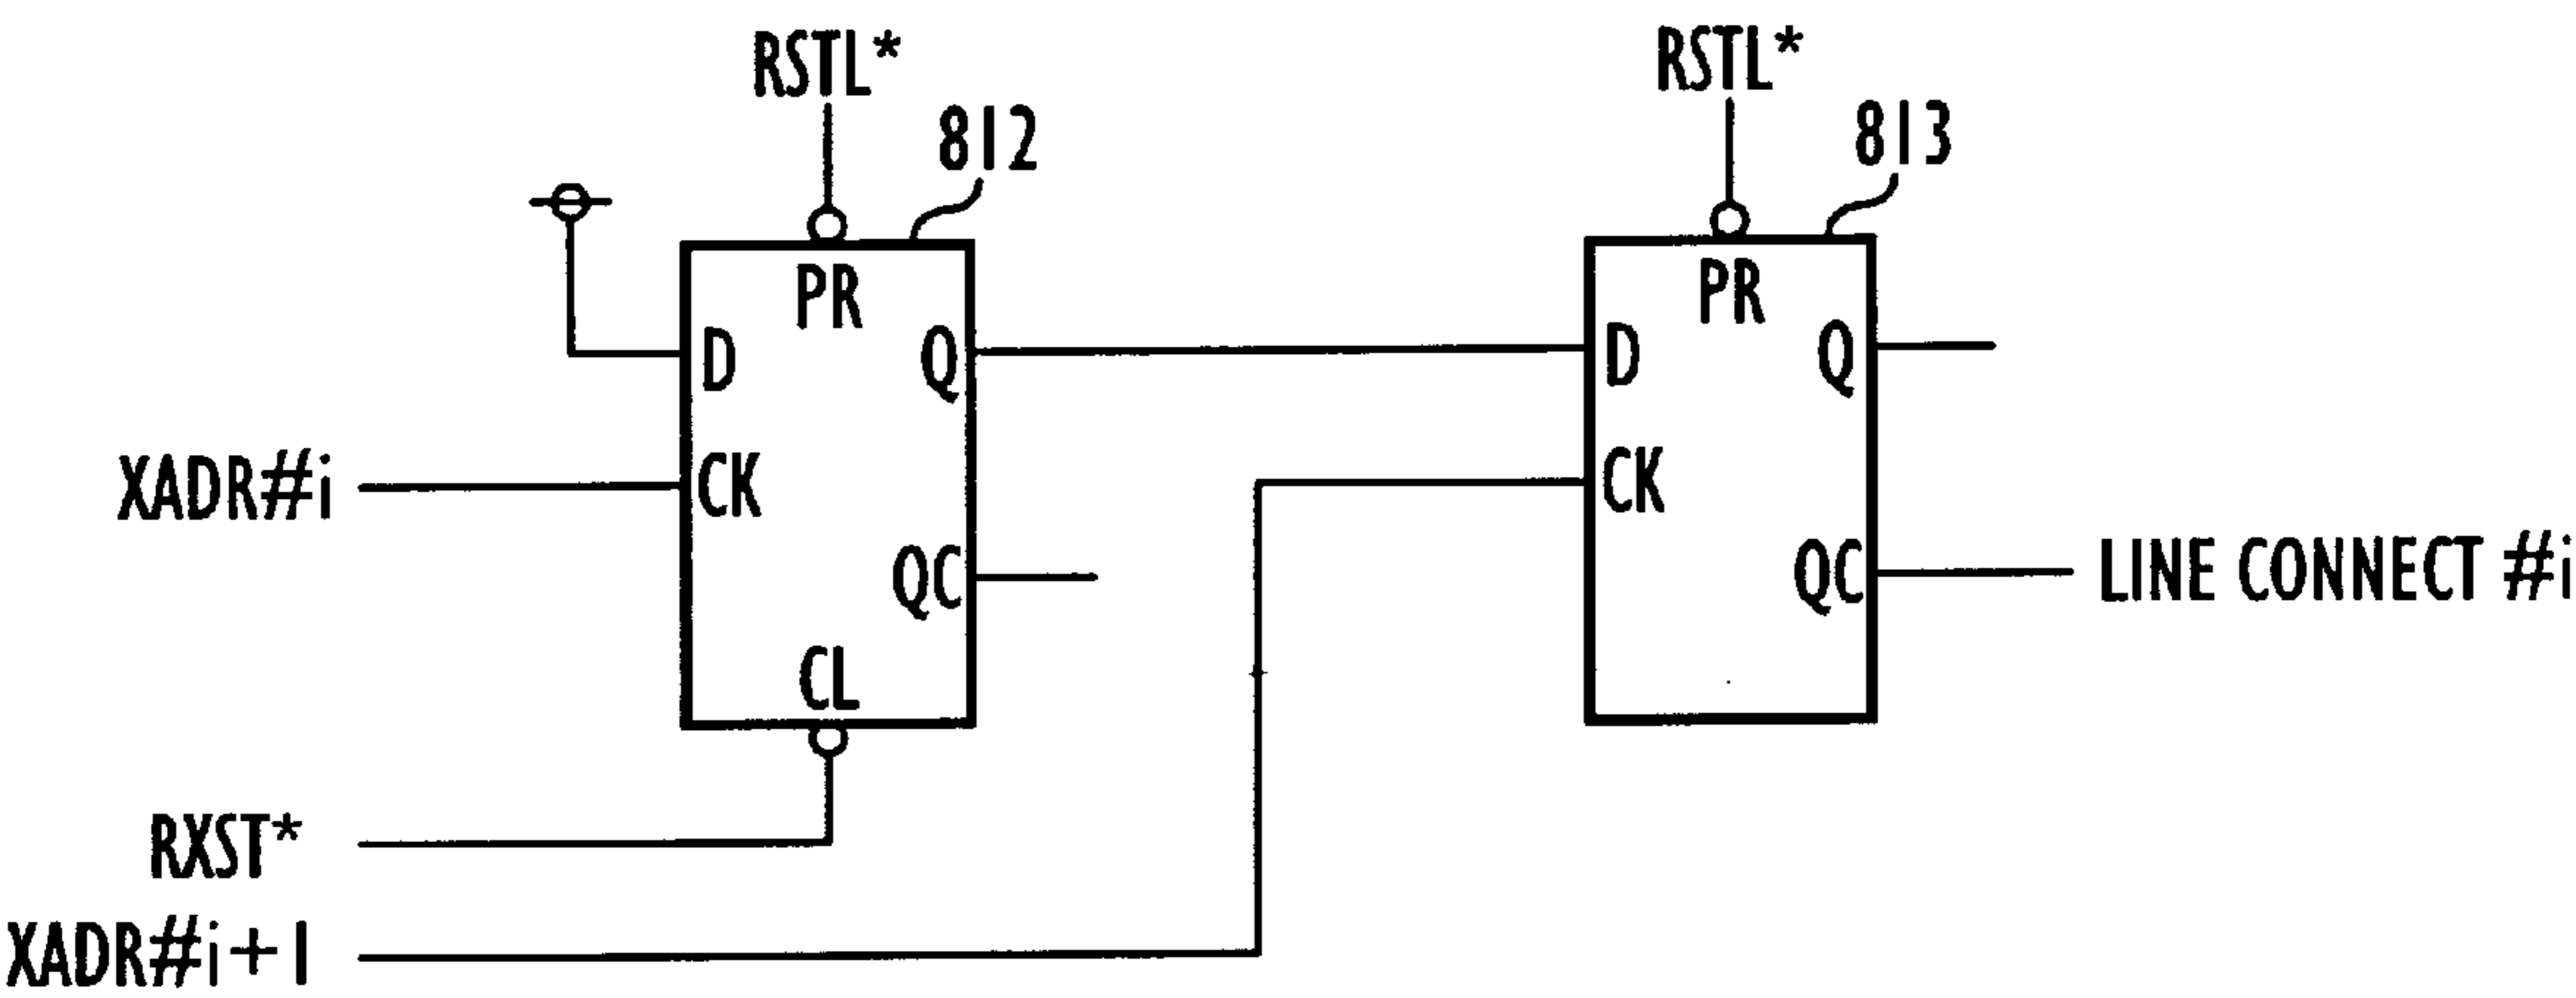 RSTL*
812
RSTL*
813
PR
D
Q
XADR#i
CK
QC
CL
PR
D
Q
CK
QC
LINE CONNECT #i
RXST*
XADR#i+1